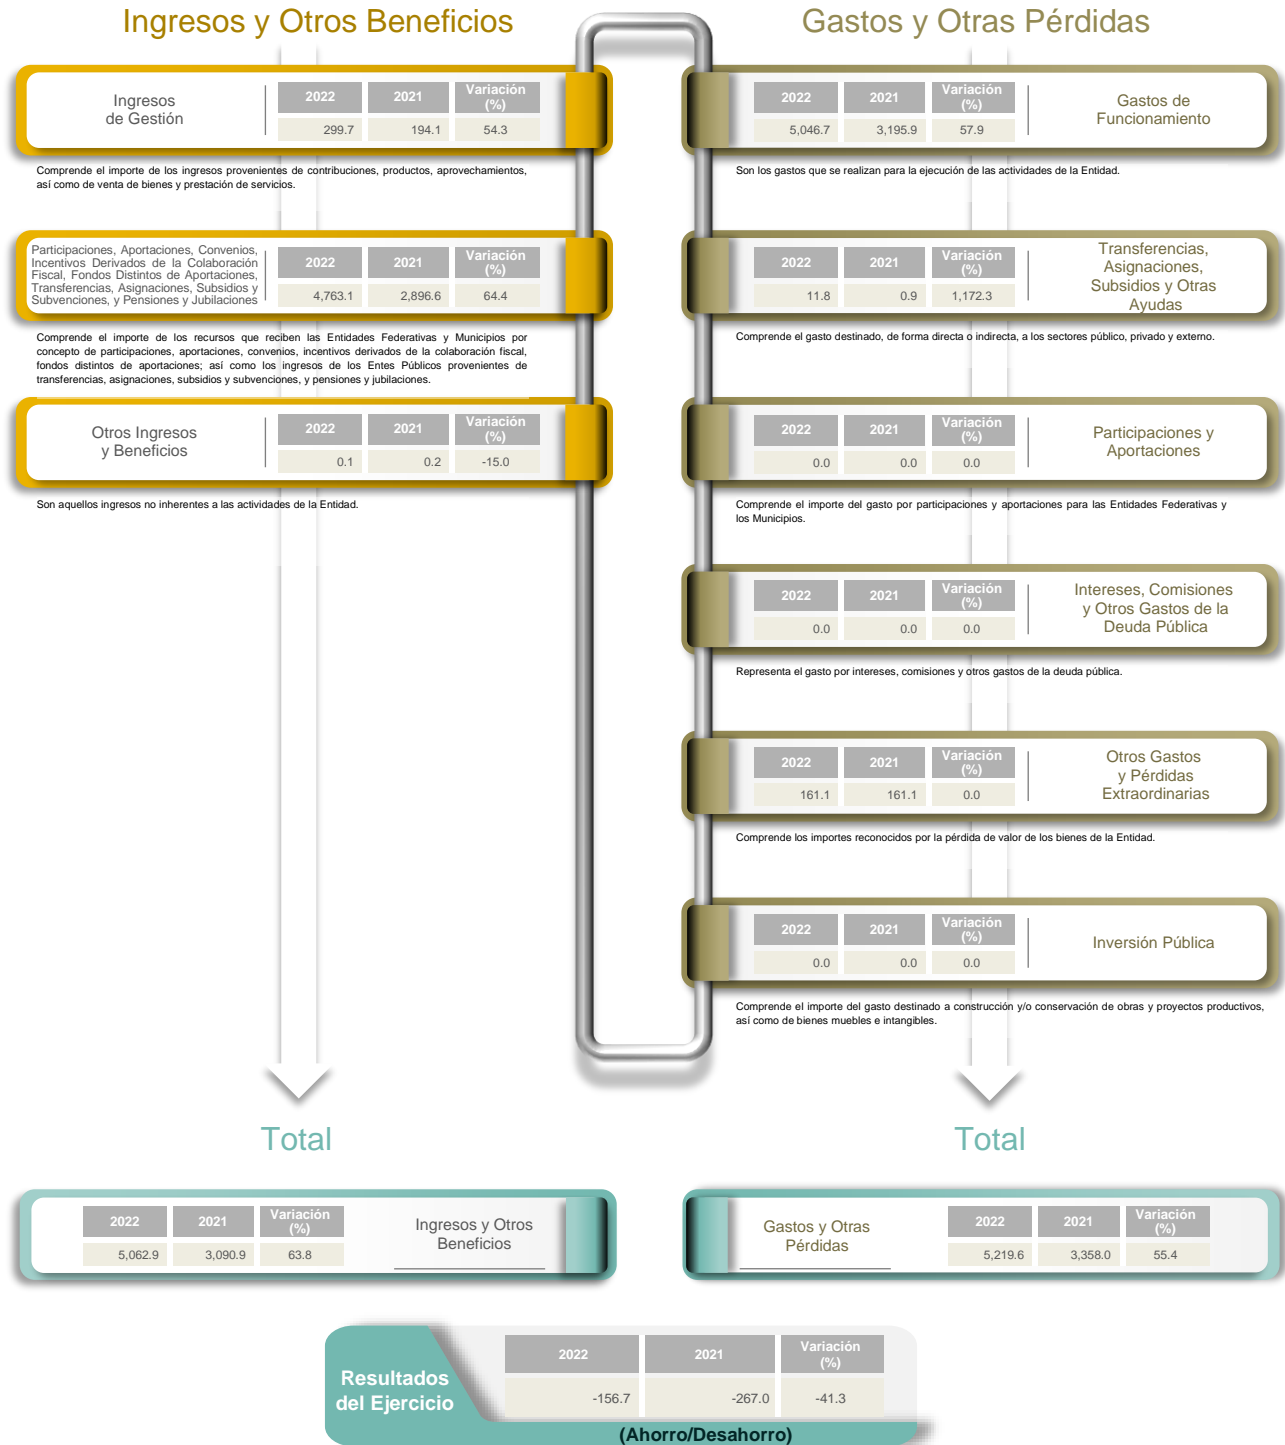 Ingresos y Otros Beneficios
Ingresos
de Gestión
2022 2021 Variación
(%)
299.7 194.1 54.3
Comprende el importe de los ingresos provenientes de contribuciones, productos, aprovechamientos,
así como de venta de bienes y prestación de servicios.
Participaciones, Aportaciones, Convenios,
Incentivos Derivados de la Colaboración
Fiscal, Fondos Distintos de Aportaciones,
Transferencias, Asignaciones, Subsidios y
Subvenciones, y Pensiones y Jubilaciones
2022 2021 Variación
(%)
4,763.1 2,896.6 64.4
Comprende el importe de los recursos que reciben las Entidades Federativas y Municipios por
concepto de participaciones, aportaciones, convenios, incentivos derivados de la colaboración fiscal,
fondos distintos de aportaciones; así como los ingresos de los Entes Públicos provenientes de
transferencias, asignaciones, subsidios y subvenciones, y pensiones y jubilaciones.
Otros Ingresos
y Beneficios
2022 2021 Variación
(%)
0.1 0.2 -15.0
Son aquellos ingresos no inherentes a las actividades de la Entidad.
Gastos y Otras Pérdidas
2022 2021 Variación
(%)
5,046.7 3,195.9 57.9
Gastos de
Funcionamiento
Son los gastos que se realizan para la ejecución de las actividades de la Entidad.
2022 2021 Variación
(%)
11.8 0.9 1,172.3
Transferencias,
Asignaciones,
Subsidios y Otras
Ayudas
Comprende el gasto destinado, de forma directa o indirecta, a los sectores público, privado y externo.
2022 2021 Variación
(%)
0.0 0.0 0.0
Participaciones y
Aportaciones
Comprende el importe del gasto por participaciones y aportaciones para las Entidades Federativas y
los Municipios.
2022 2021 Variación
(%)
0.0 0.0 0.0
Intereses, Comisiones
y Otros Gastos de la
Deuda Pública
Representa el gasto por intereses, comisiones y otros gastos de la deuda pública.
2022 2021 Variación
(%)
161.1 161.1 0.0
Otros Gastos
y Pérdidas
Extraordinarias
Comprende los importes reconocidos por la pérdida de valor de los bienes de la Entidad.
2022 2021 Variación
(%)
0.0 0.0 0.0
Inversión Pública
Comprende el importe del gasto destinado a construcción y/o conservación de obras y proyectos productivos,
así como de bienes muebles e intangibles.
Total
2022 2021 Variación
(%)
5,062.9 3,090.9 63.8
Ingresos y Otros
Beneficios
Total
Gastos y Otras
Pérdidas
2022 2021 Variación
(%)
5,219.6 3,358.0 55.4
Resultados
del Ejercicio
2022 2021 Variación
(%)
-156.7 -267.0 -41.3
(Ahorro/Desahorro)